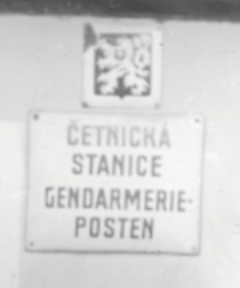 ČETNICKÁ
STANICE
GENDARMERIE-
POSTEN